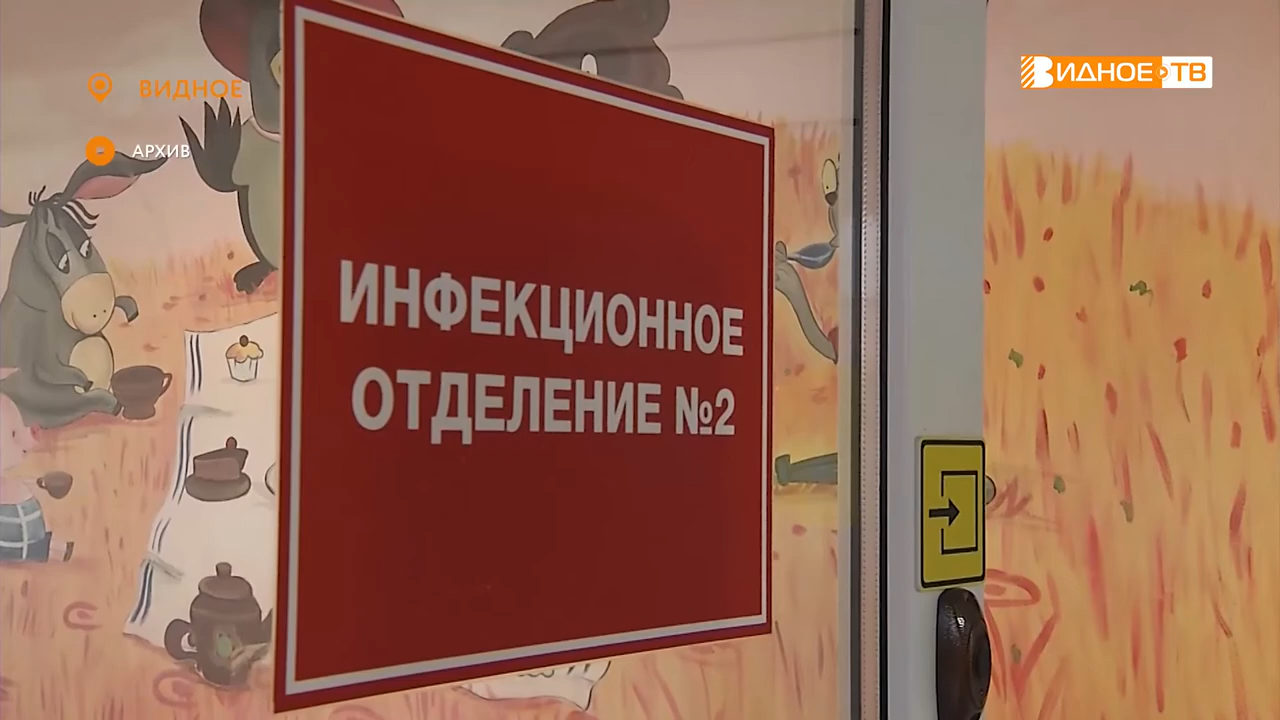 ВИДНОЕ
АРХИВ
ВИДНОЕ ТВ
ИНФЕКЦИОННОЕ
ОТДЕЛЕНИЕ №2